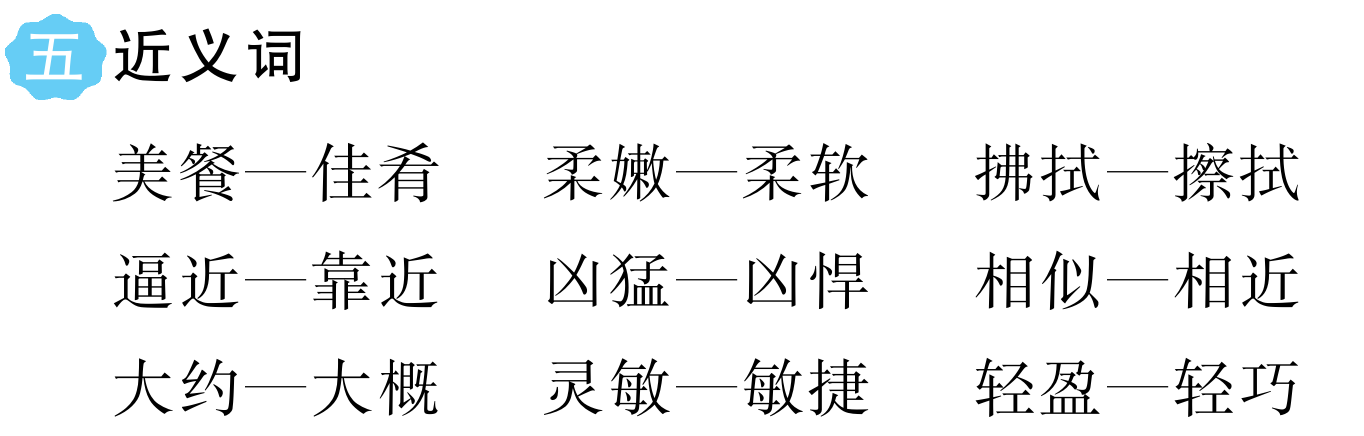 五 近义词
美餐—佳肴 柔嫩—柔软 拂拭—擦拭
逼近—靠近 凶猛—凶悍 相似—相近
大约—大概 灵敏—敏捷 轻盈—轻巧